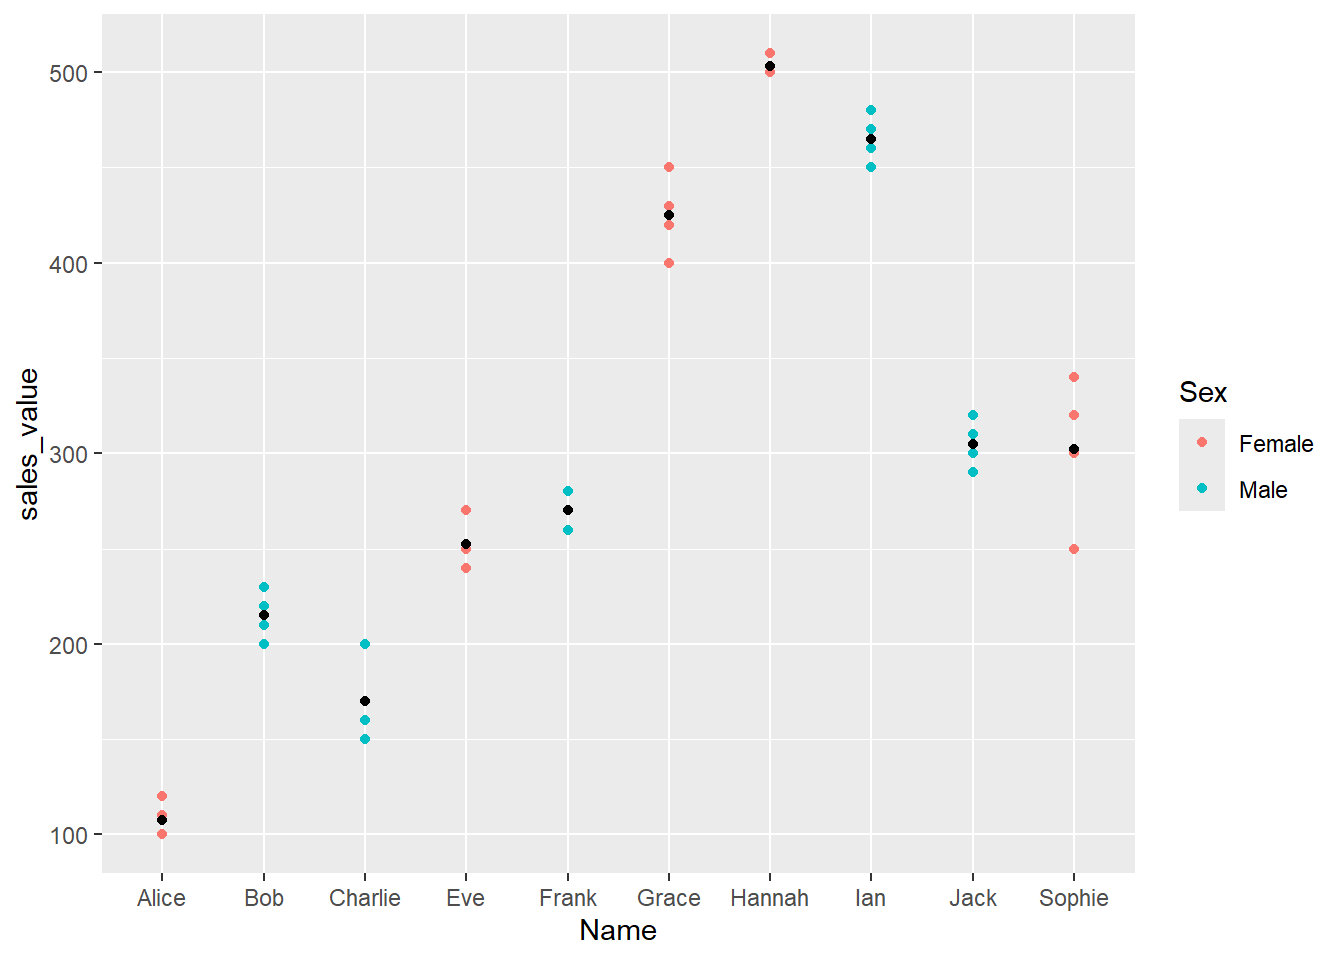 500
400
300
200
100
sales_value
Alice Bob Charlie Eve Frank Grace Hannah Ian Jack Sophie
Name
Sex
Female
Male